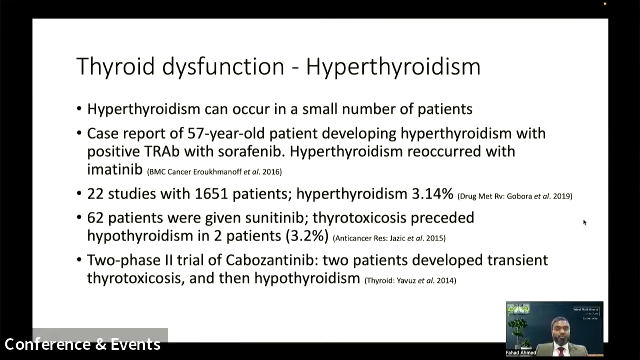 Thyroid dysfunction - Hyperthyroidism
• Hyperthyroidism can occur in a small number of patients
• Case report of 57-year-old patient developing hyperthyroidism with
positive TRAb with sorafenib. Hyperthyroidism reoccurred with
imatinib (BMC Cancer Eroukhmanoff et al. 2016)
• 22 studies with 1651 patients; hyperthyroidism 3.14% (Drug Met Rv: Gobora et al. 2019)
• 62 patients were given sunitinib; thyrotoxicosis preceded
hypothyroidism in 2 patients (3.2%) (Anticancer Res: Jazic et al. 2015)
• Two-phase II trial of Cabozantinib: two patients developed transient
thyrotoxicosis, and then hypothyroidism (Thyroid: Yavuz et al. 2014)
Conference & Events
Fahad Ahmed